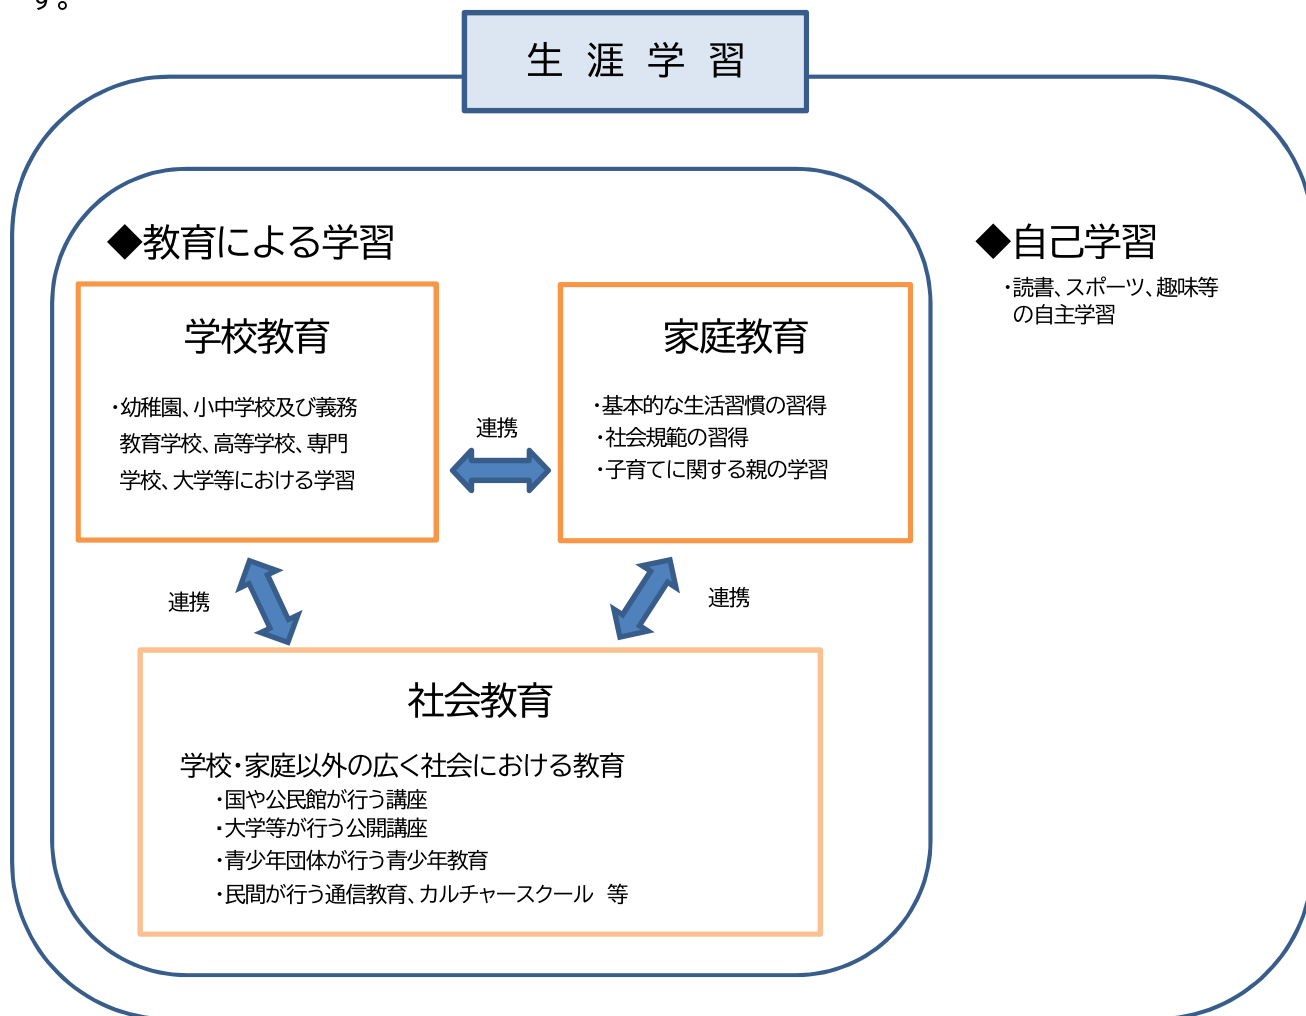 す。
生 涯 学 習
◆教育による学習
学校教育
・幼稚園、小中学校及び義務
教育学校、高等学校、専門
学校、大学等における学習
連携
家庭教育
・基本的な生活習慣の習得
・社会規範の習得
・子育てに関する親の学習
連携
連携
社会教育
学校・家庭以外の広く社会における教育
・国や公民館が行う講座
・大学等が行う公開講座
・青少年団体が行う青少年教育
・民間が行う通信教育、カルチャースクール 等
◆自己学習
・読書、スポーツ、趣味等
の自主学習